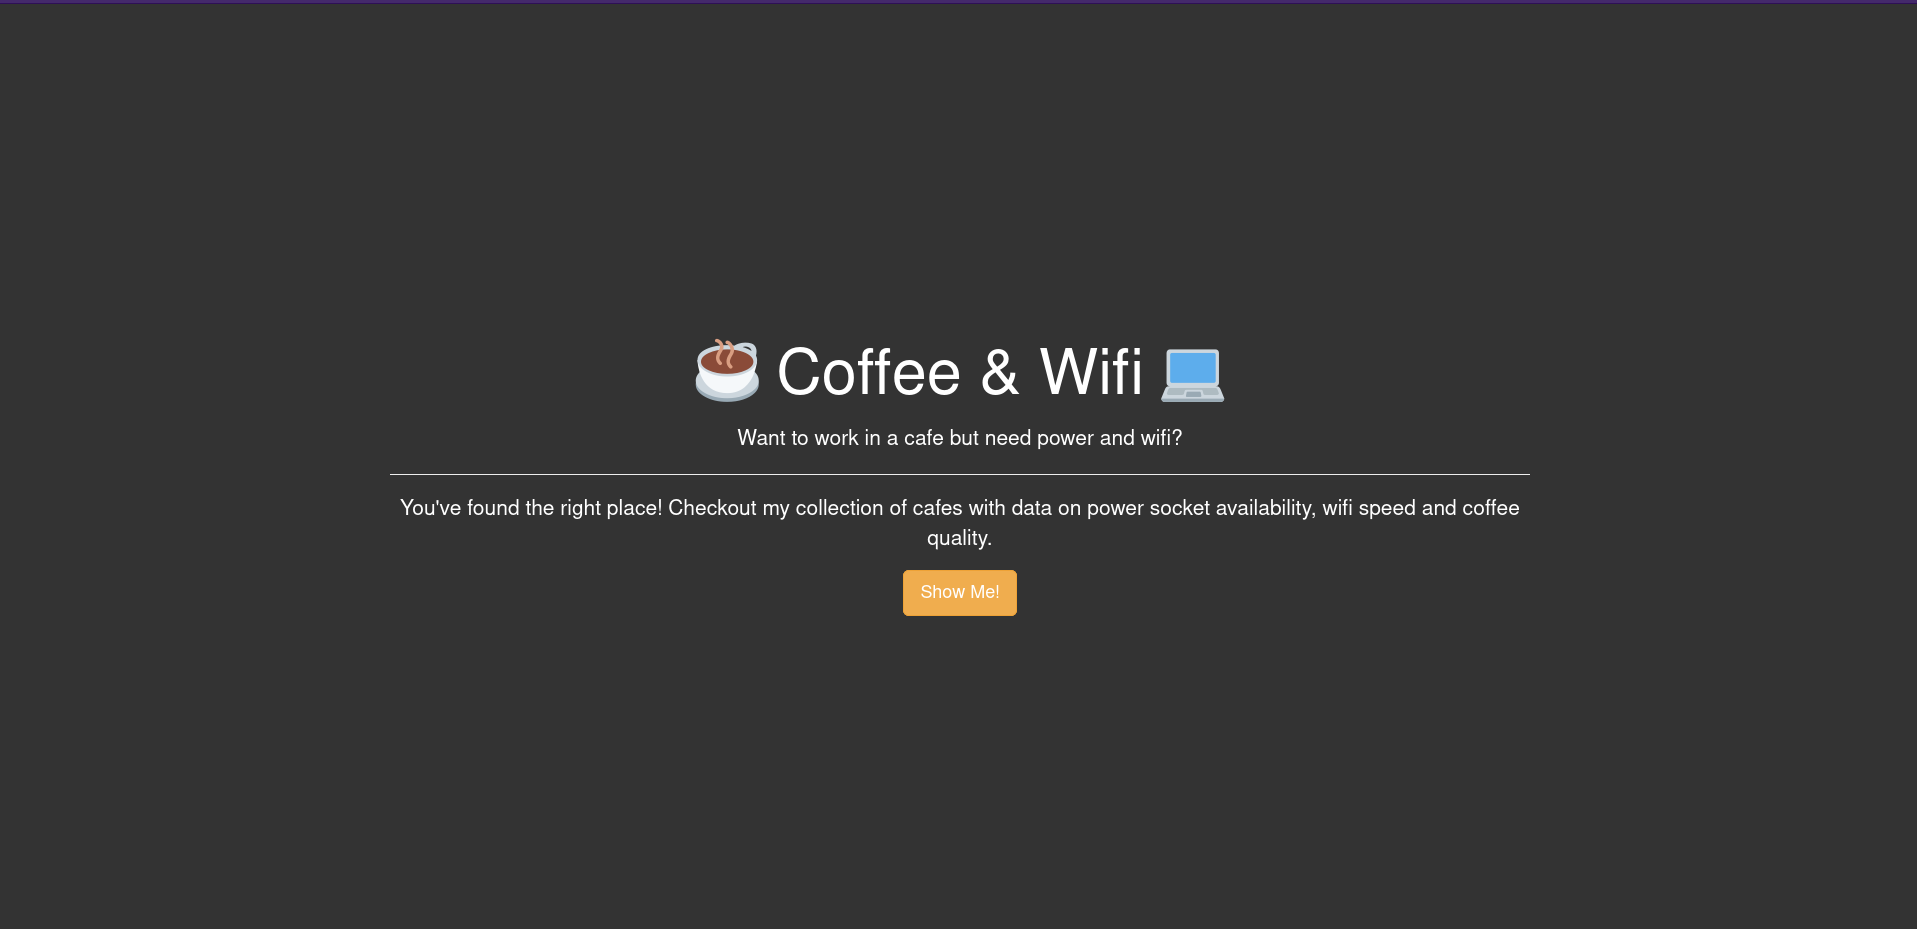 ☕ Coffee & Wifi 💻
Want to work in a cafe but need power and wifi?
You've found the right place! Checkout my collection of cafes with data on power socket availability, wifi speed and coffee
quality.
Show Me!